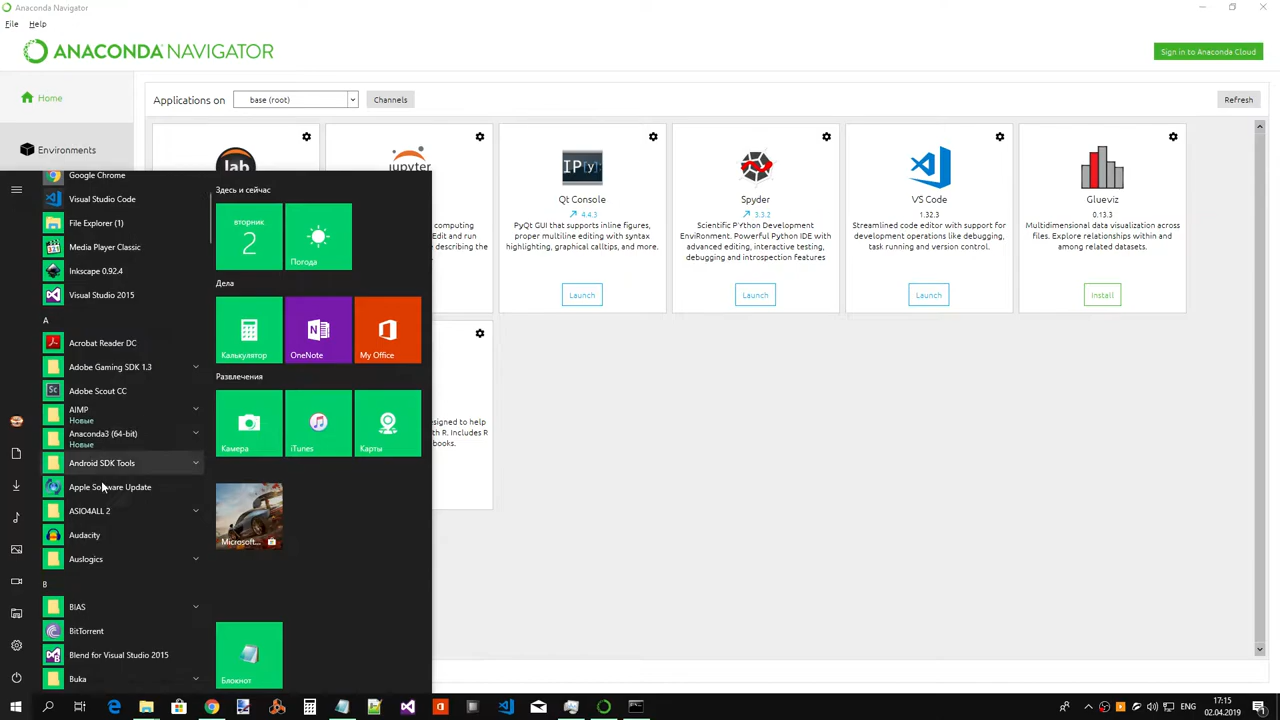 Anaconda Navigator
File
Help
ANACONDA NAVIGATOR
Sign in to Anaconda Cloud
Home
Environments
Applications on
base (root)
Channels
Refresh
lab
jupyter
computing
Edit and run
describing the
IP[y]:
Qt Console
4.4.3
PyQt GUI that supports inline figures,
proper multiline editing with syntax
highlighting, graphical calltips, and more.
Launch
Spyder
3.3.2
Scientific PYthon Development
EnviRonment. Powerful Python IDE with
advanced editing, interactive testing,
debugging and introspection features
Launch
VS Code
1.32.3
Streamlined code editor with support for
development operations like debugging,
task running and version control.
Launch
Glueviz
0.13.3
Multidimensional data visualization across
files. Explore relationships within and
among related datasets.
Install
esigned to help
with R. Includes R
books.
Google Chrome
Visual Studio Code
File Explorer (1)
Media Player Classic
Inkscape 0.92.4
Visual Studio 2015
A
Acrobat Reader DC
Adobe Gaming SDK 1.3
Sc
Adobe Scout CC
AIMP
Новые
Anaconda3 (64-bit)
Новые
Android SDK Tools
Apple Software Update
ASIO4ALL 2
Audacity
Auslogics
B
BIAS
BitTorrent
Blend for Visual Studio 2015
Buka
Здесь и сейчас
вторник
2
Погода
Дела
Калькулятор
OneNote
My Office
Развлечения
Камера
iTunes
Карты
Microsoft...
Блокнот
17:15
02.04.2019